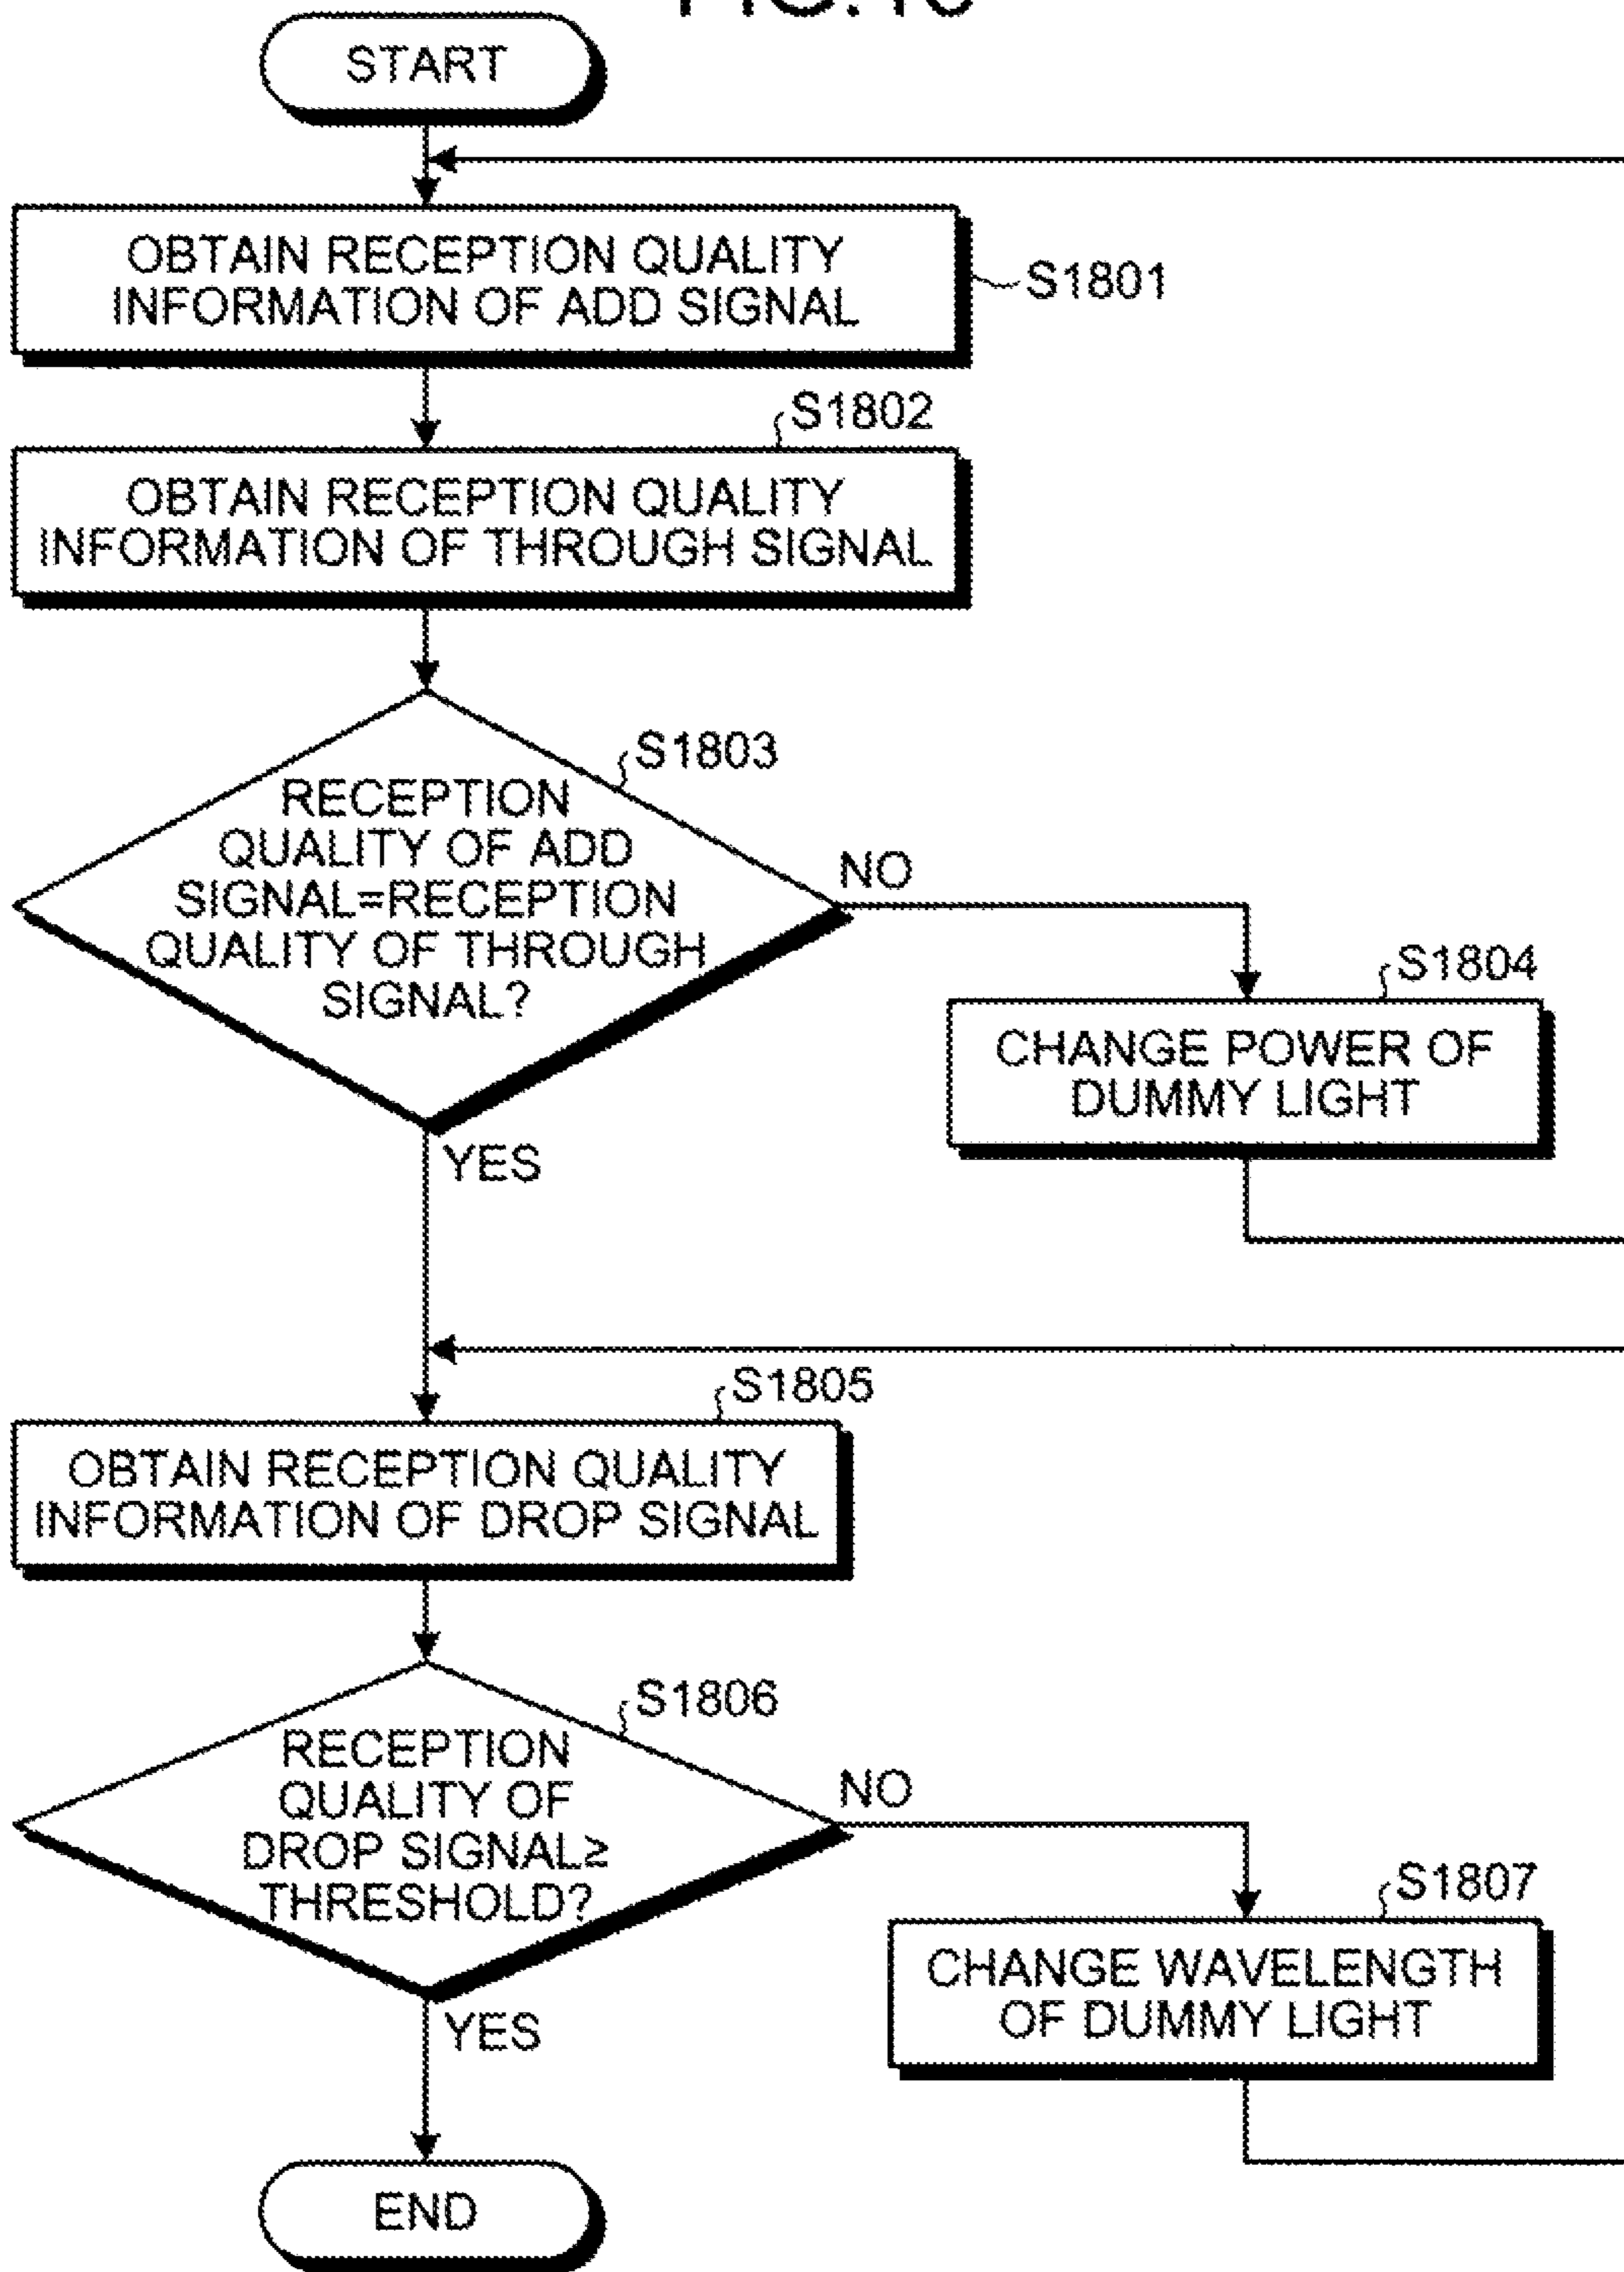 START
OBTAIN RECEPTION QUALITY
INFORMATION OF ADD SIGNAL
S1801
S1802
OBTAIN RECEPTION QUALITY
INFORMATION OF THROUGH SIGNAL
S1803
RECEPTION
QUALITY OF ADD
SIGNAL=RECEPTION
QUALITY OF THROUGH
SIGNAL?
NO
S1804
CHANGE POWER OF
DUMMY LIGHT
YES
S1805
OBTAIN RECEPTION QUALITY
INFORMATION OF DROP SIGNAL
S1806
RECEPTION
QUALITY OF
DROP SIGNAL≥
THRESHOLD?
NO
S1807
CHANGE WAVELENGTH
OF DUMMY LIGHT
YES
END